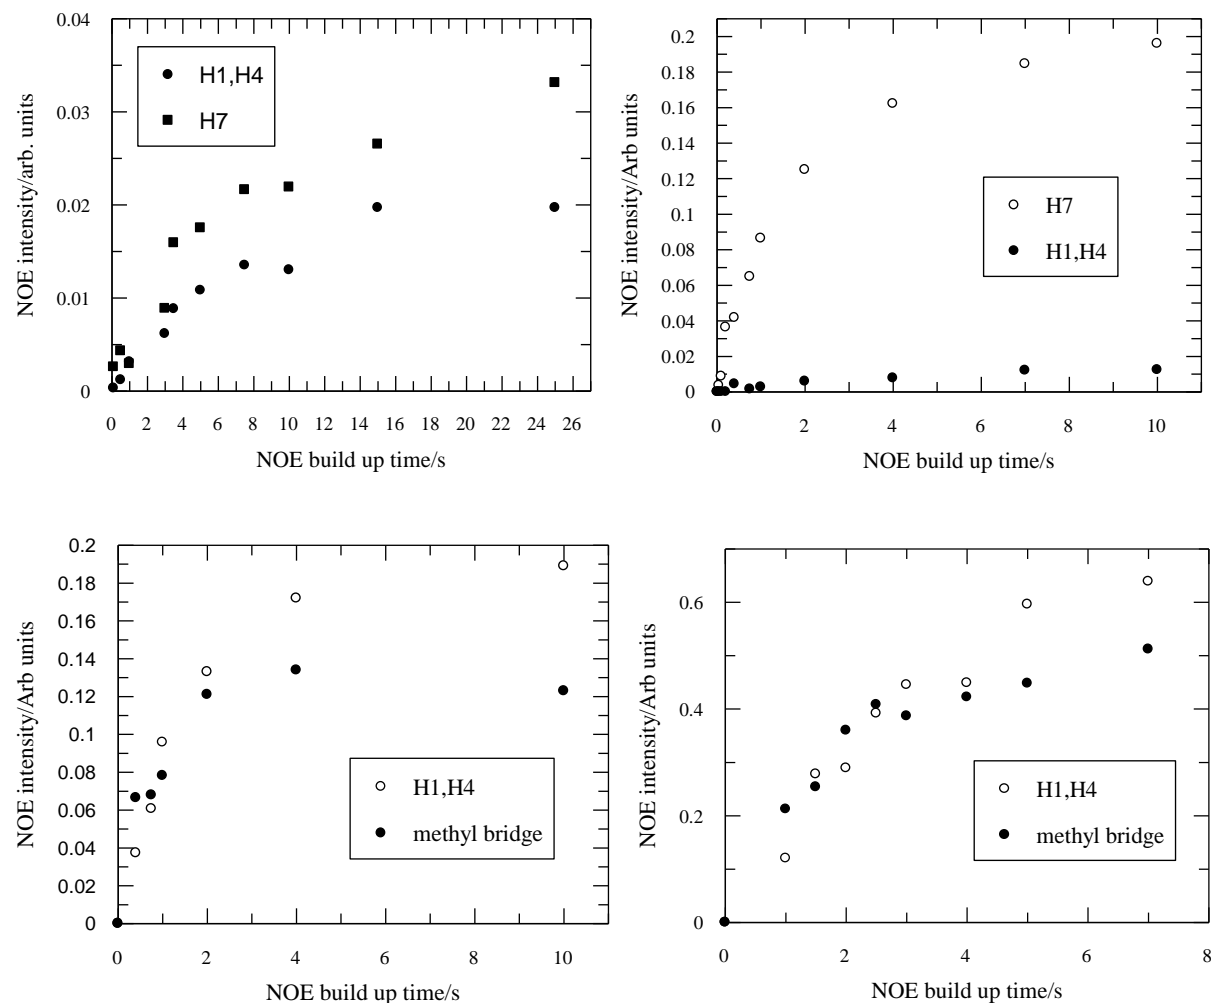 0.04
0.03
0.02
0.01
0
NOE intensity/arb. units
H1,H4
H7
0 2 4 6 8 10 12 14 16 18 20 22 24 26
NOE build up time/s
0.2
0.18
0.16
0.14
0.12
0.1
0.08
0.06
0.04
0.02
0
NOE intensity/Arb units
H7
H1,H4
0 2 4 6 8 10
NOE build up time/s
0.2
0.18
0.16
0.14
0.12
0.1
0.08
0.06
0.04
0.02
0
NOE intensity/Arb units
H1,H4
methyl bridge
0 2 4 6 8 10
NOE build up time/s
0.6
0.4
0.2
0
NOE intensity/Arb units
H1,H4
methyl bridge
0 2 4 6 8
NOE build up time/s